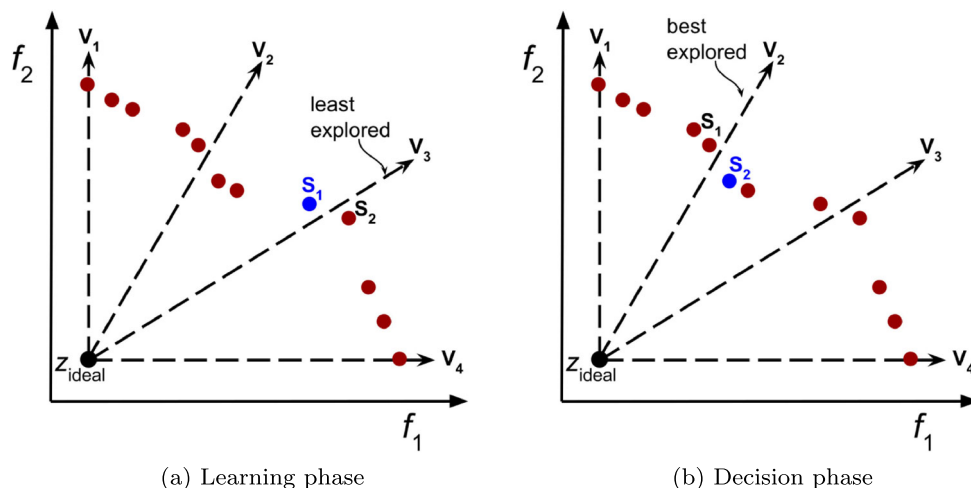 V1
f2
V2
least
explored
V3
S1
S2
zideal
V4
f1
(a) Learning phase
best
explored
V1
f2
V2
S1
S2
V3
zideal
V4
f1
(b) Decision phase